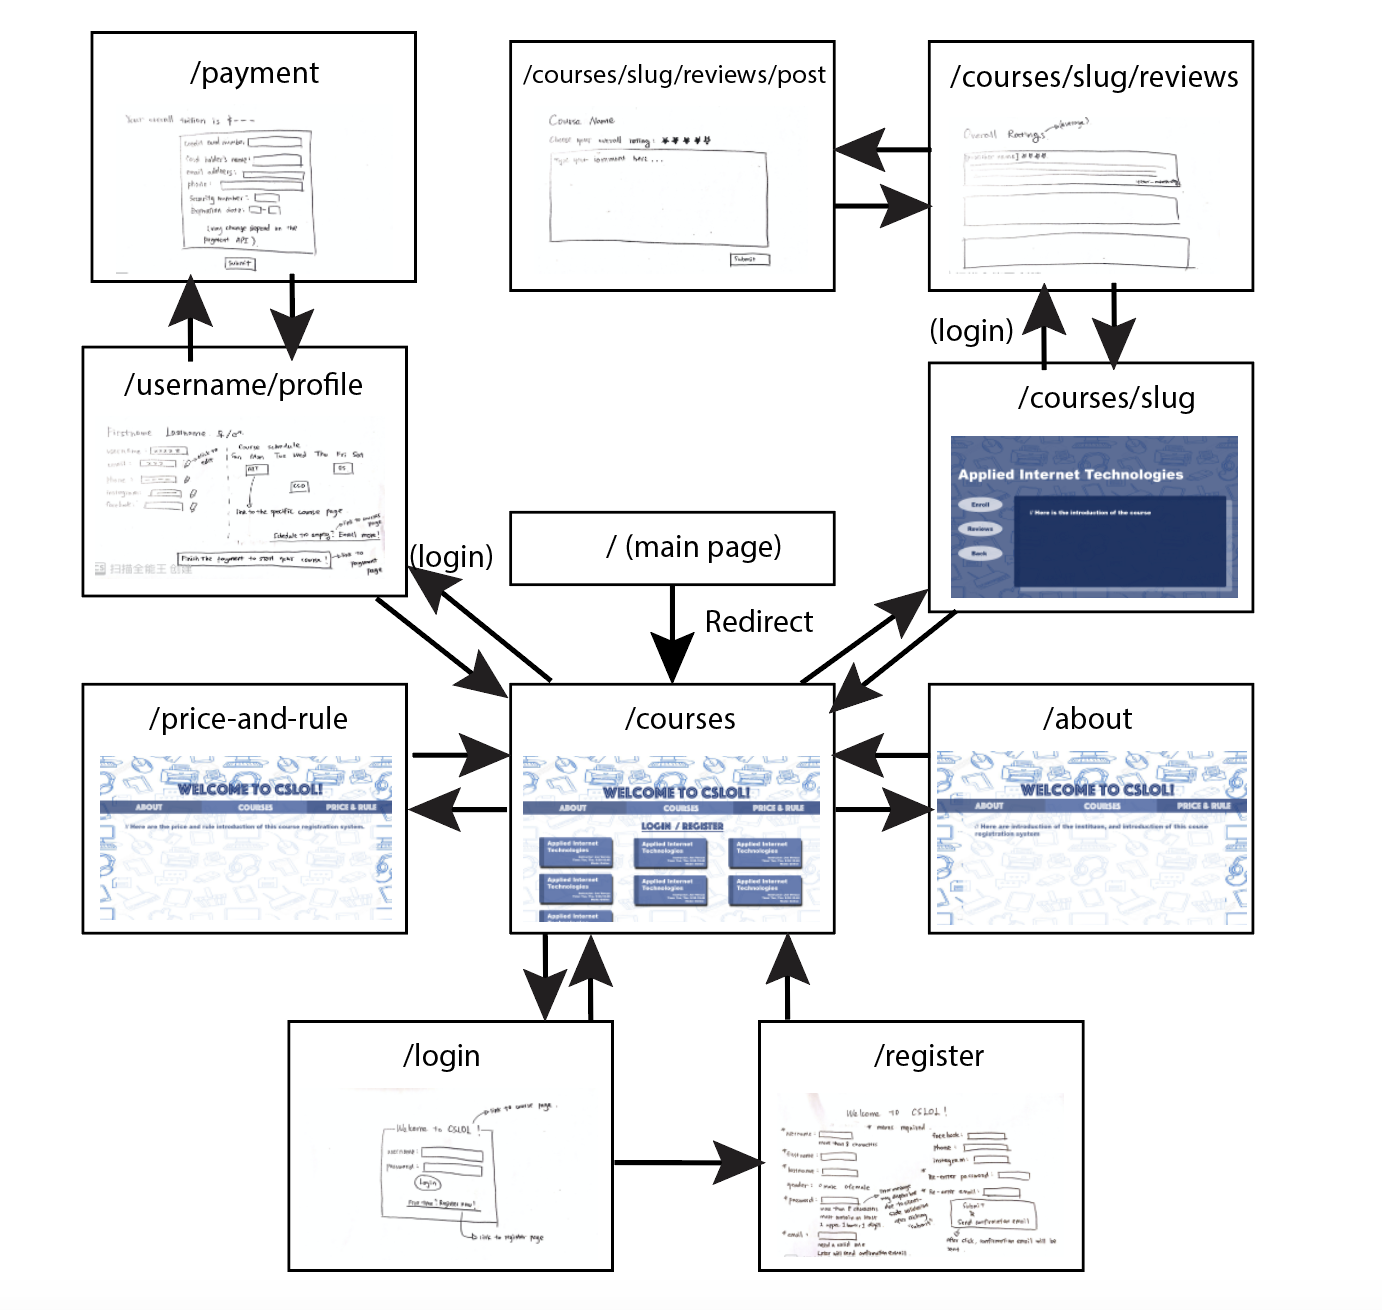 /payment
Your overall tuition is $---
Credit card number:
Card holder's name:
email address:
phone:
Security number:
Expiration date:
(may change depend on the
payment API)
Submit
/courses/slug/reviews/post
Course Name
Choose your overall rating: ★★★★★
Type your comment here ...
Submit
/courses/slug/reviews
Overall Ratings
(average)
(login)
/username/profile
Firstname Lastname
username:
email:
phone:
Instagram:
Facebook:
click to
edit
Course schedule
Sun Mon Tue Wed Thu Fri Sat
AIT
OS
CSO
link to the specific course page
Schedule too empty? Enroll more!
link to courses
page
Finish the payment to start your course!
link to
payment
page
扫描全能王 创建
(login)
/courses/slug
Applied Internet Technologies
Enroll
Reviews
Back
// Here is the introduction of the course
/ (main page)
Redirect
/price-and-rule
WELCOME TO CSLOL!
ABOUT COURSES PRICE & RULE
// Here are the price and rule introduction of this course registration system.
/courses
WELCOME TO CSLOL!
ABOUT COURSES PRICE & RULE
LOGIN / REGISTER
Applied Internet
Technologies
Applied Internet
Technologies
Applied Internet
Technologies
Applied Internet
Technologies
Applied Internet
Technologies
Applied Internet
Technologies
Applied Internet
/about
WELCOME TO CSLOL!
ABOUT COURSES PRICE & RULE
// Here are introduction of the institute, and introduction of this course
registration system
/login
link to course page.
Welcome to CSLOL!
username:
password:
Login
First-time? Register now!
link to register page
/register
Welcome TO CSLOL!
* means required
* username:
more than 8 characters
* firstname:
* lastname:
gender: ○ male ○ female
* password:
more than 8 characters
must contain at least
1 upper, 1 lower, 1 digit.
* email:
need a valid one
Later will send confirmation email.
error message
may displayed
due to client-
side validation
after clicking
"submit"
facebook:
phone:
instagram:
* Re-enter password:
* Re-enter email:
Submit
&
Send confirmation email
After click, confirmation email will be
sent.